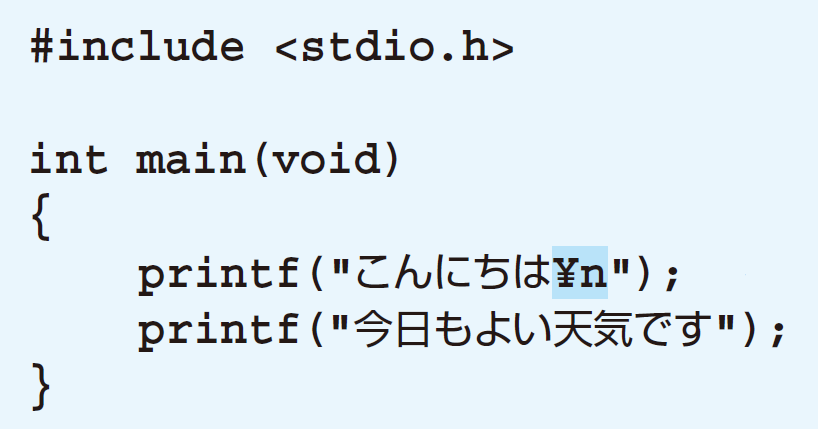 #include <stdio.h>

int main(void)
{
    printf("こんにちは¥n");
    printf("今日もよい天気です");
}